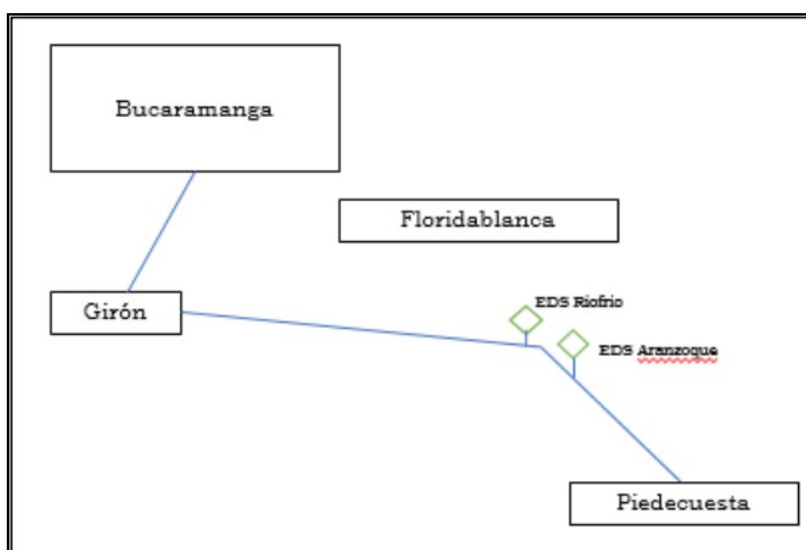 Bucaramanga
Floridablanca
Girón
EDS Riofrio
EDS Aranzoque
Piedecuesta